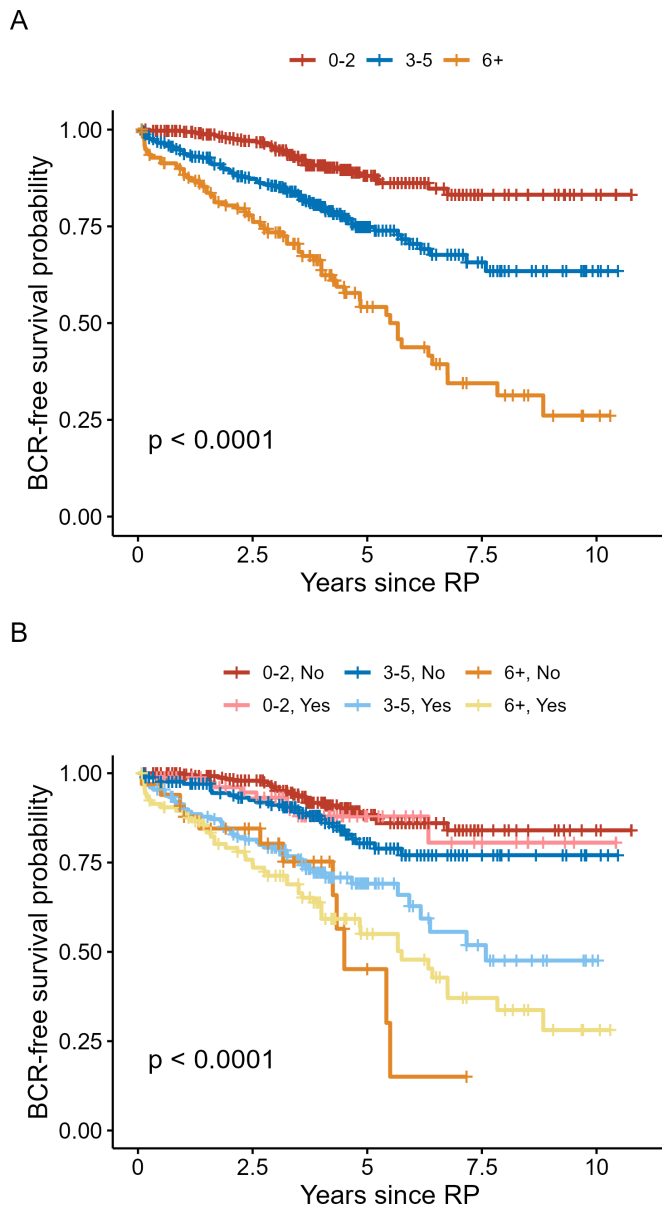 A
0-2 3-5 6+
BCR-free survival probability
1.00
0.75
0.50
0.25
0.00
p < 0.0001
0 2.5 5 7.5 10
Years since RP
B
0-2, No 3-5, No 6+, No
0-2, Yes 3-5, Yes 6+, Yes
BCR-free survival probability
1.00
0.75
0.50
0.25
0.00
p < 0.0001
0 2.5 5 7.5 10
Years since RP